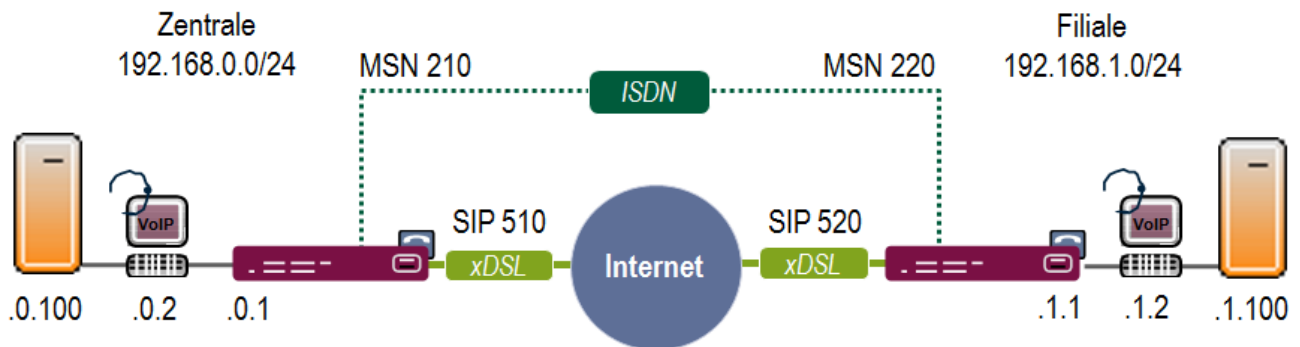 Zentrale
192.168.0.0/24
MSN 210
ISDN
MSN 220
Filiale
192.168.1.0/24
VoIP
SIP 510
xDSL
Internet
SIP 520
xDSL
VoIP
.0.100
.0.2
.0.1
.1.1
.1.2
.1.100